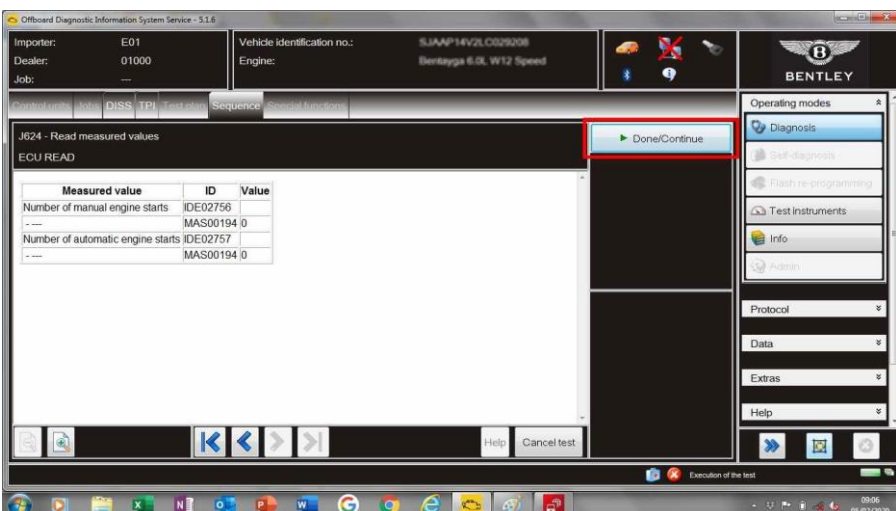 Offboard Diagnostic Information System Service - 5.1.6
Importer: E01
Dealer: 01000
Job: ---
Vehicle identification no.: SJAAP14V2LC029208
Engine: Bentayga 6.0L W12 Speed
B
BENTLEY
Control units Jobs DISS TPI Test plan Sequence Special functions
J624 - Read measured values
ECU READ
Done/Continue
Measured value ID Value
Number of manual engine starts IDE02756
- --- MAS00194 0
Number of automatic engine starts IDE02757
- --- MAS00194 0
Help
Cancel test
Operating modes
Diagnosis
Self-diagnosis
Flash re-programming
Test instruments
Info
Admin
Protocol
Data
Extras
Help
Execution of the test
09:06